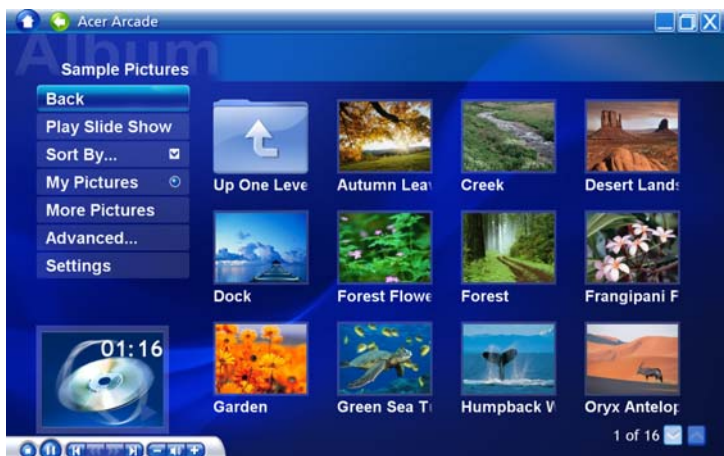 Acer Arcade
Album
Sample Pictures
Back
Play Slide Show
Sort By...
My Pictures
More Pictures
Advanced...
Settings
Up One Leve
Autumn Lea
Creek
Desert Lands
Dock
Forest Flowe
Forest
Frangipani F
Garden
Green Sea T
Humpback W
Oryx Antelop
01:16
1 of 16